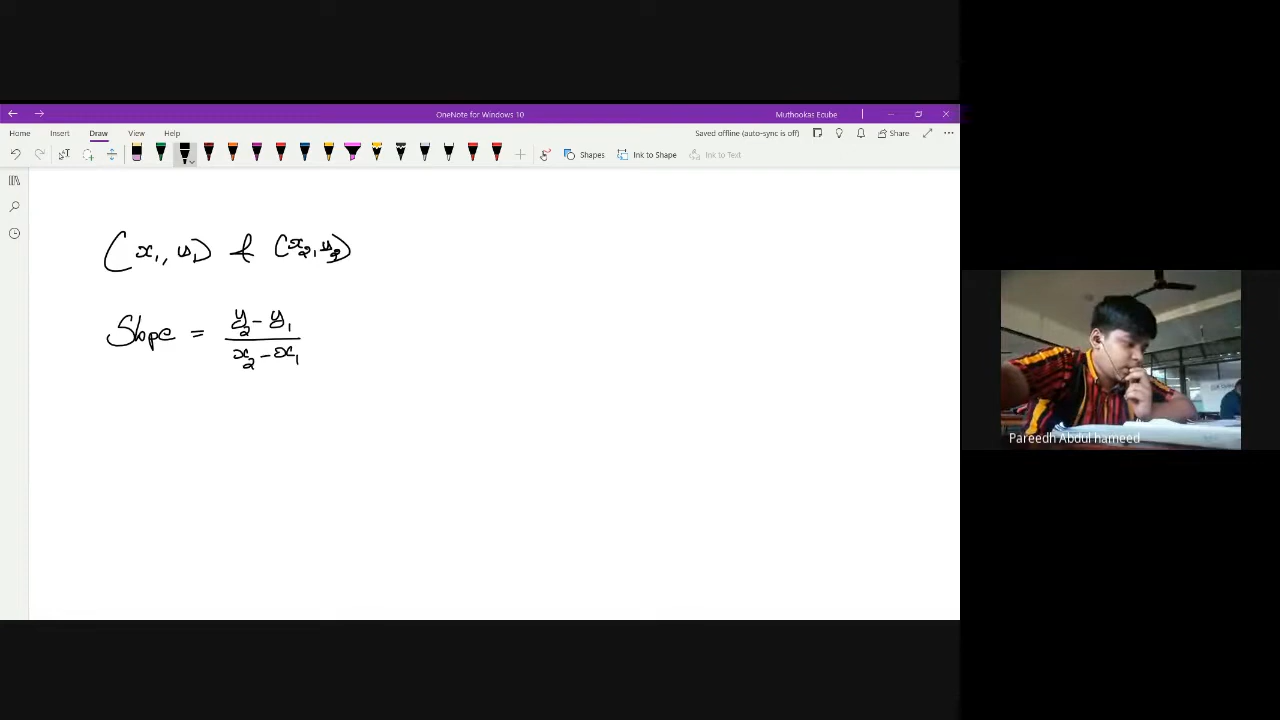 OneNote for Windows 10
Muthookas Ecube
Home Insert Draw View Help
Saved offline (auto-sync is off) Share
Shapes Ink to Shape Ink to Text
(x₁, y₁) & (x₂, y₂)
Slope = (y₂ - y₁)/(x₂ - x₁)
Pareedh Abdul hameed